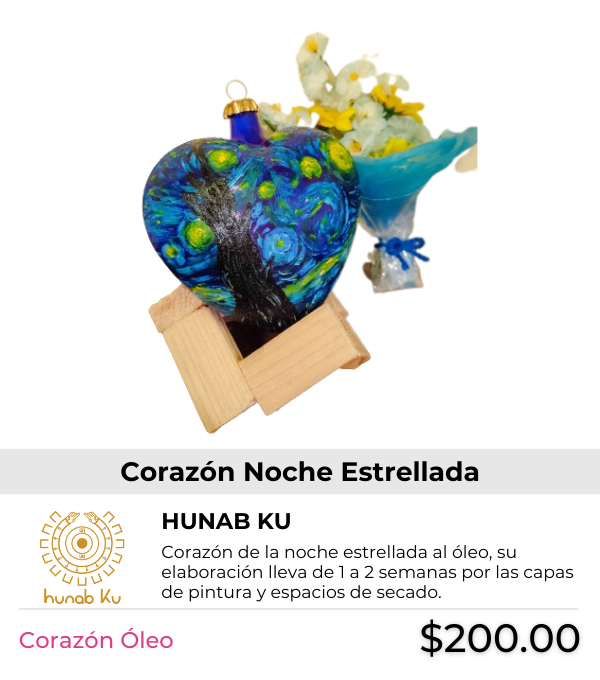 Corazón Noche Estrellada
HUNAB KU
Corazón de la noche estrellada al óleo, su
elaboración lleva de 1 a 2 semanas por las capas
de pintura y espacios de secado.
hunab Ku
Corazón Óleo
$200.00